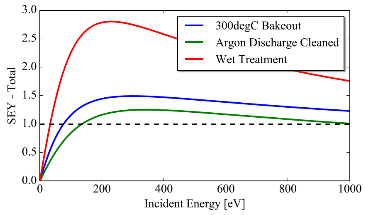 3.0
2.5
2.0
1.5
1.0
0.5
0.0
SEY - Total
300degC Bakeout
Argon Discharge Cleaned
Wet Treatment
0 200 400 600 800 1000
Incident Energy [eV]